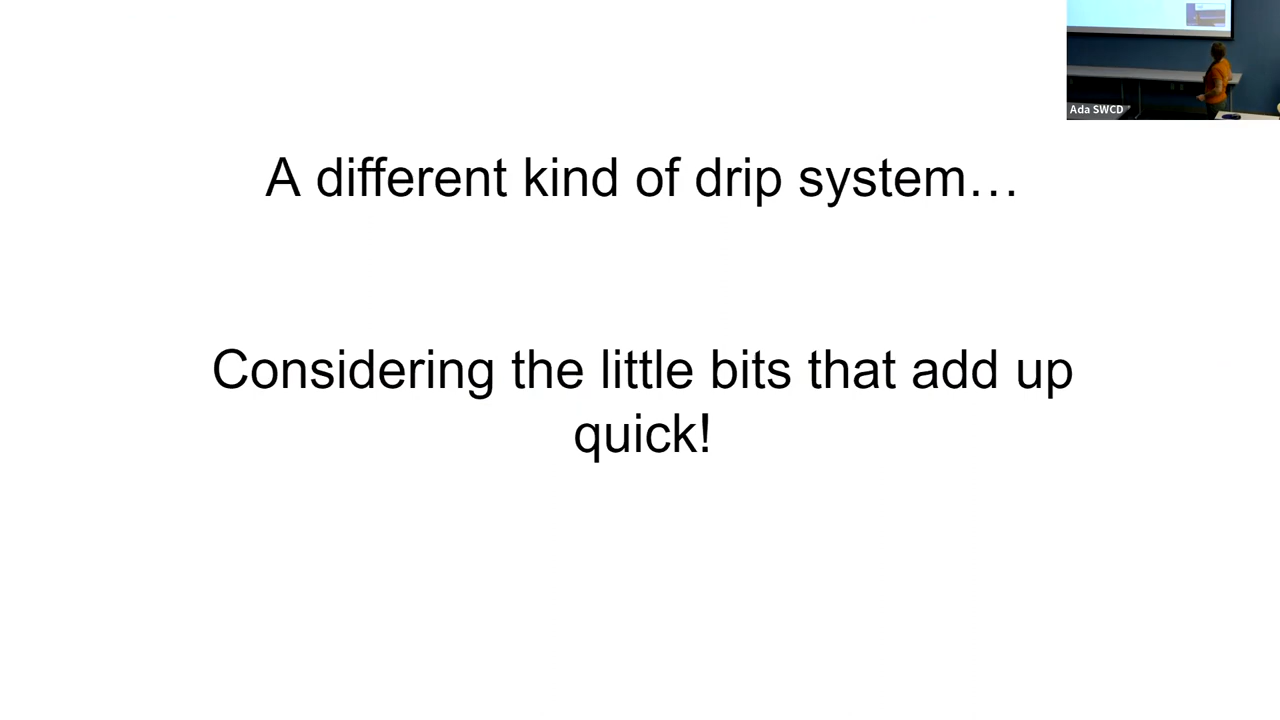 Ada SWCD
A different kind of drip system…
Considering the little bits that add up
quick!